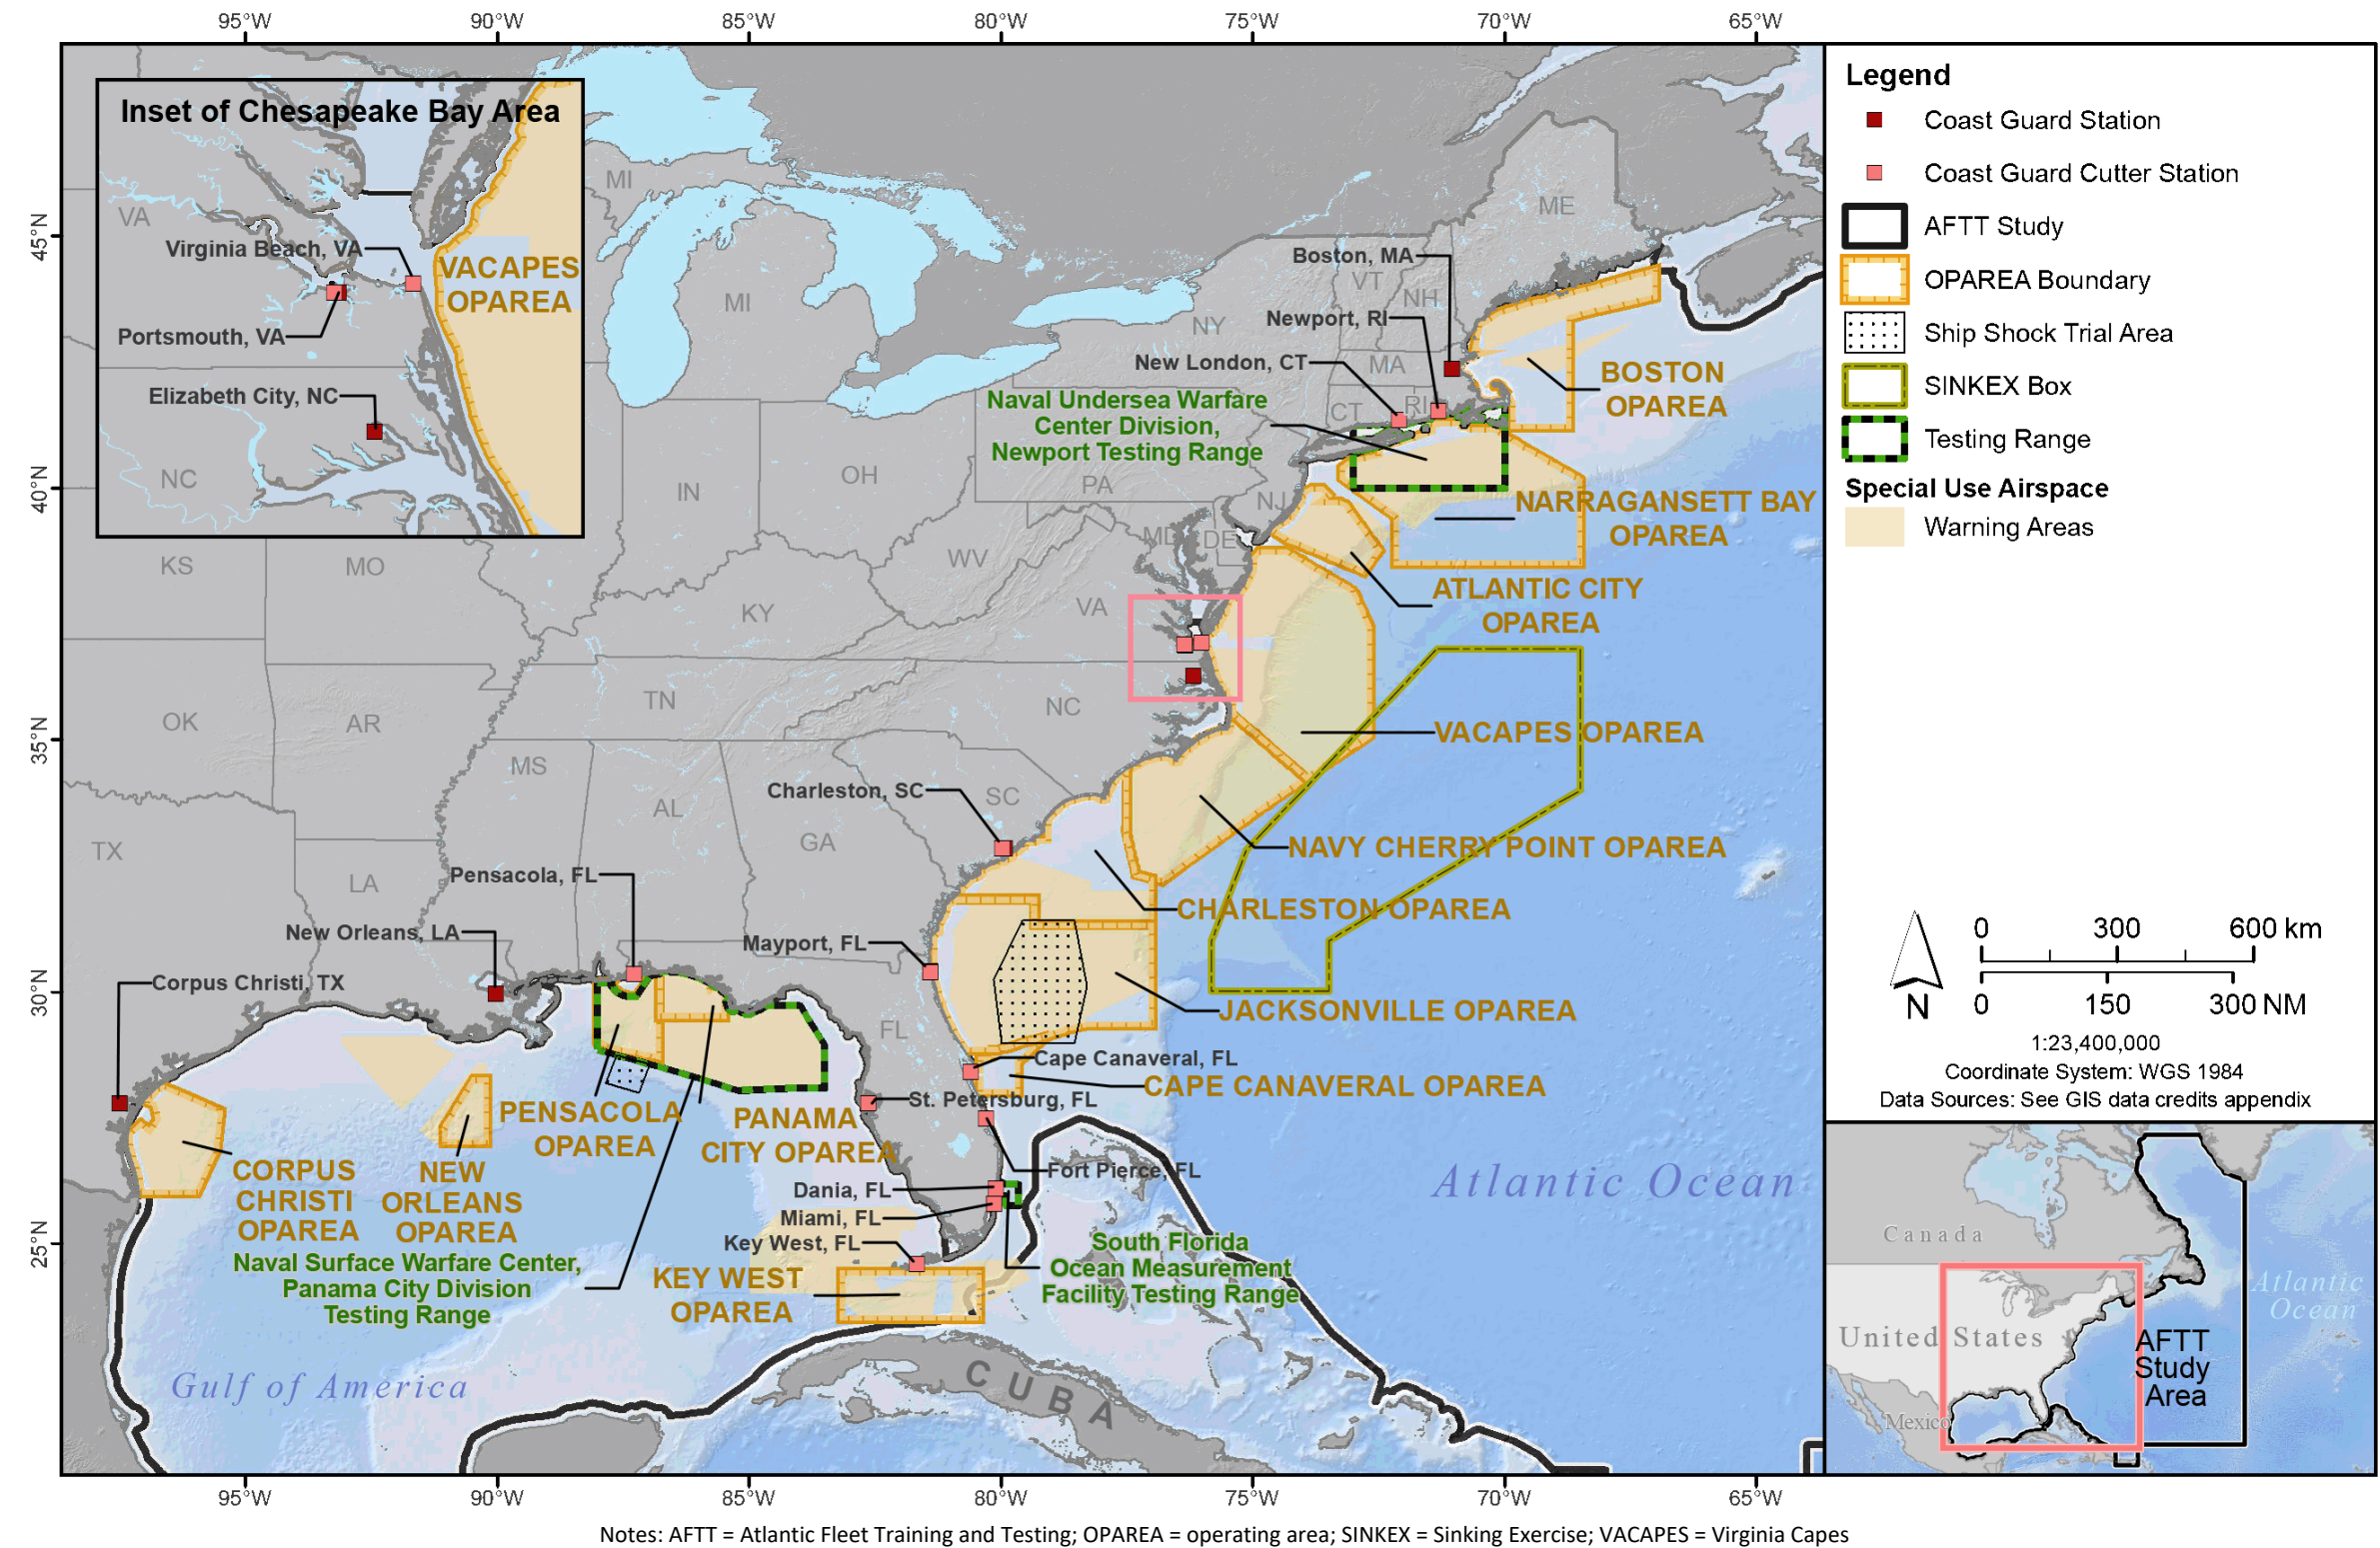 95°W 90°W 85°W 80°W 75°W 70°W 65°W
45°N
40°N
35°N
30°N
25°N
Inset of Chesapeake Bay Area
VA
Virginia Beach, VA
VACAPES
OPAREA
Portsmouth, VA
Elizabeth City, NC
NC
MI
MI
ME
VT
NH
NY
MA
CT
RI
PA
NJ
OH
IN
MD
DE
WV
VA
KS
MO
KY
OK
AR
TN
NC
MS
AL
GA
SC
TX
LA
FL
Boston, MA
Newport, RI
New London, CT
Naval Undersea Warfare
Center Division,
Newport Testing Range
BOSTON
OPAREA
NARRAGANSETT BAY
OPAREA
ATLANTIC CITY
OPAREA
VACAPES OPAREA
NAVY CHERRY POINT OPAREA
Charleston, SC
CHARLESTON OPAREA
Pensacola, FL
New Orleans, LA
Mayport, FL
Corpus Christi, TX
JACKSONVILLE OPAREA
Cape Canaveral, FL
CAPE CANAVERAL OPAREA
St. Petersburg, FL
PENSACOLA
OPAREA
PANAMA
CITY OPAREA
CORPUS
CHRISTI
OPAREA
NEW
ORLEANS
OPAREA
Fort Pierce, FL
Dania, FL
Miami, FL
Key West, FL
KEY WEST
OPAREA
Naval Surface Warfare Center,
Panama City Division
Testing Range
South Florida
Ocean Measurement
Facility Testing Range
Atlantic Ocean
Gulf of America
CUBA
95°W 90°W 85°W 80°W 75°W 70°W 65°W
Legend
Coast Guard Station
Coast Guard Cutter Station
AFTT Study
OPAREA Boundary
Ship Shock Trial Area
SINKEX Box
Testing Range
Special Use Airspace
Warning Areas
N
0 300 600 km
0 150 300 NM
1:23,400,000
Coordinate System: WGS 1984
Data Sources: See GIS data credits appendix
Canada
United States
Mexico
Atlantic
Ocean
AFTT
Study
Area
Notes: AFTT = Atlantic Fleet Training and Testing; OPAREA = operating area; SINKEX = Sinking Exercise; VACAPES = Virginia Capes